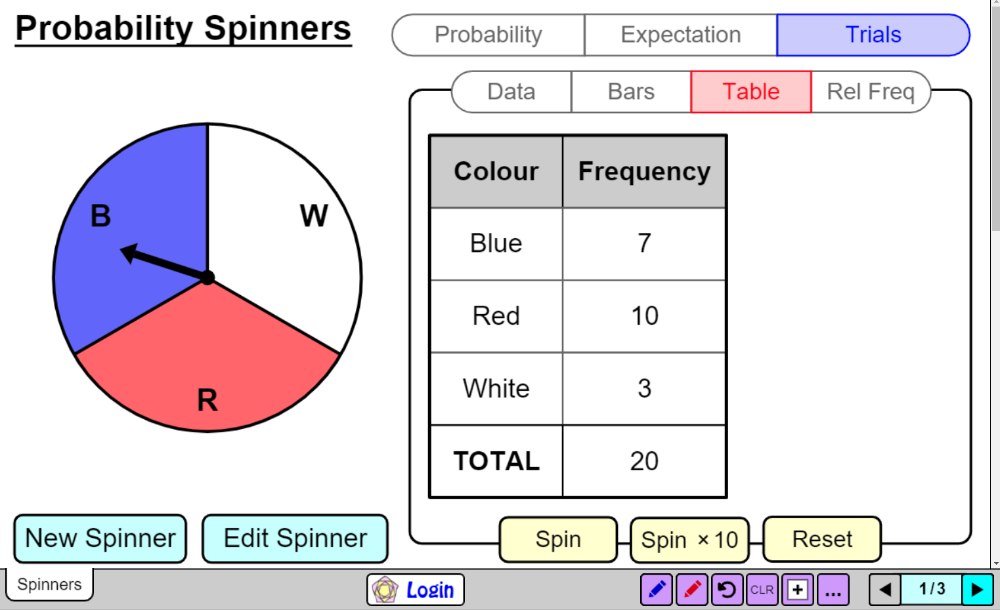 Probability Spinners
Probability Expectation Trials
Data Bars Table Rel Freq
B
W
R
Colour Frequency
Blue 7
Red 10
White 3
TOTAL 20
New Spinner Edit Spinner
Spin Spin × 10 Reset
Spinners
Login
CLR
...
1/3